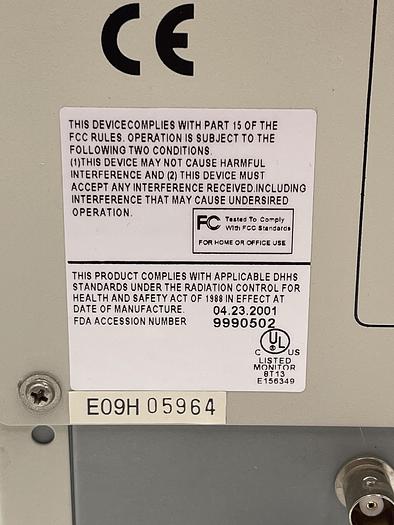 CE
THIS DEVICECOMPLIES WITH PART 15 OF THE
FCC RULES. OPERATION IS SUBJECT TO THE
FOLLOWING TWO CONDITIONS.
(1)THIS DEVICE MAY NOT CAUSE HARMFUL
INTERFERENCE AND (2) THIS DEVICE MUST
ACCEPT ANY INTERFERENCE RECEIVED.INCLUDING
INTERFERENCE THAT MAY CAUSE UNDERSIRED
OPERATION.
FC Tested To Comply
With FCC Standards
FOR HOME OR OFFICE USE
THIS PRODUCT COMPLIES WITH APPLICABLE DHHS
STANDARDS UNDER THE RADIATION CONTROL FOR
HEALTH AND SAFETY ACT OF 1988 IN EFFECT AT
DATE OF MANUFACTURE. 04.23.2001
FDA ACCESSION NUMBER 9990502
C UL US
LISTED
MONITOR
8T13
E156349
E09H 05964